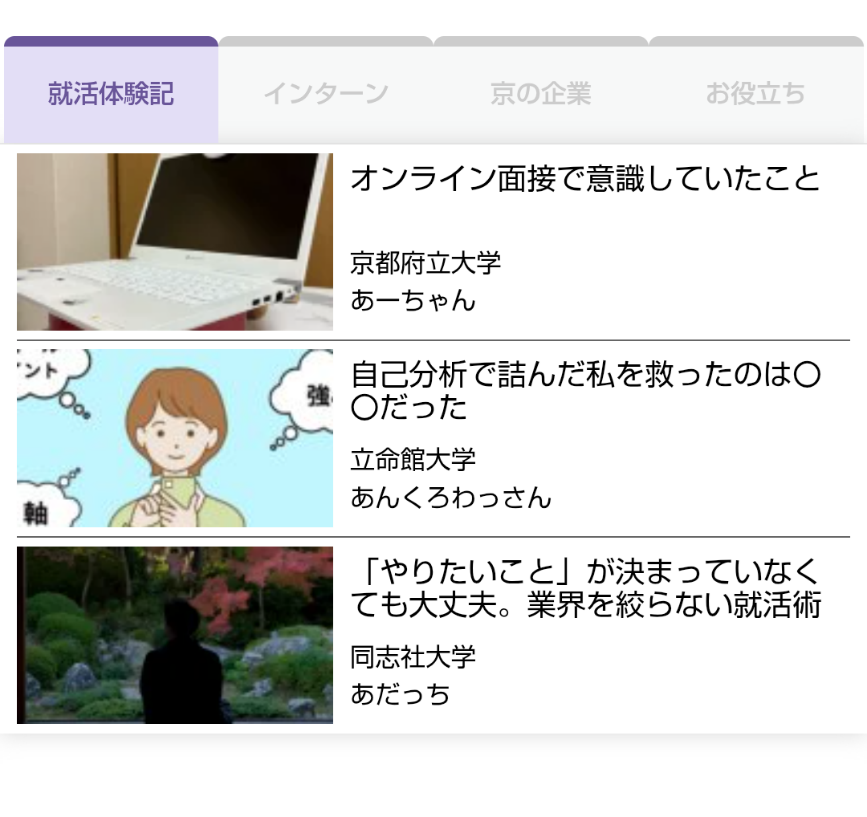 就活体験記
インターン
京の企業
お役立ち
オンライン面接で意識していたこと
京都府立大学
あーちゃん
ント
強
軸
自己分析で詰んだ私を救ったのは〇
〇だった
立命館大学
あんくろわっさん
「やりたいこと」が決まっていなく
ても大丈夫。業界を絞らない就活術
同志社大学
あだっち